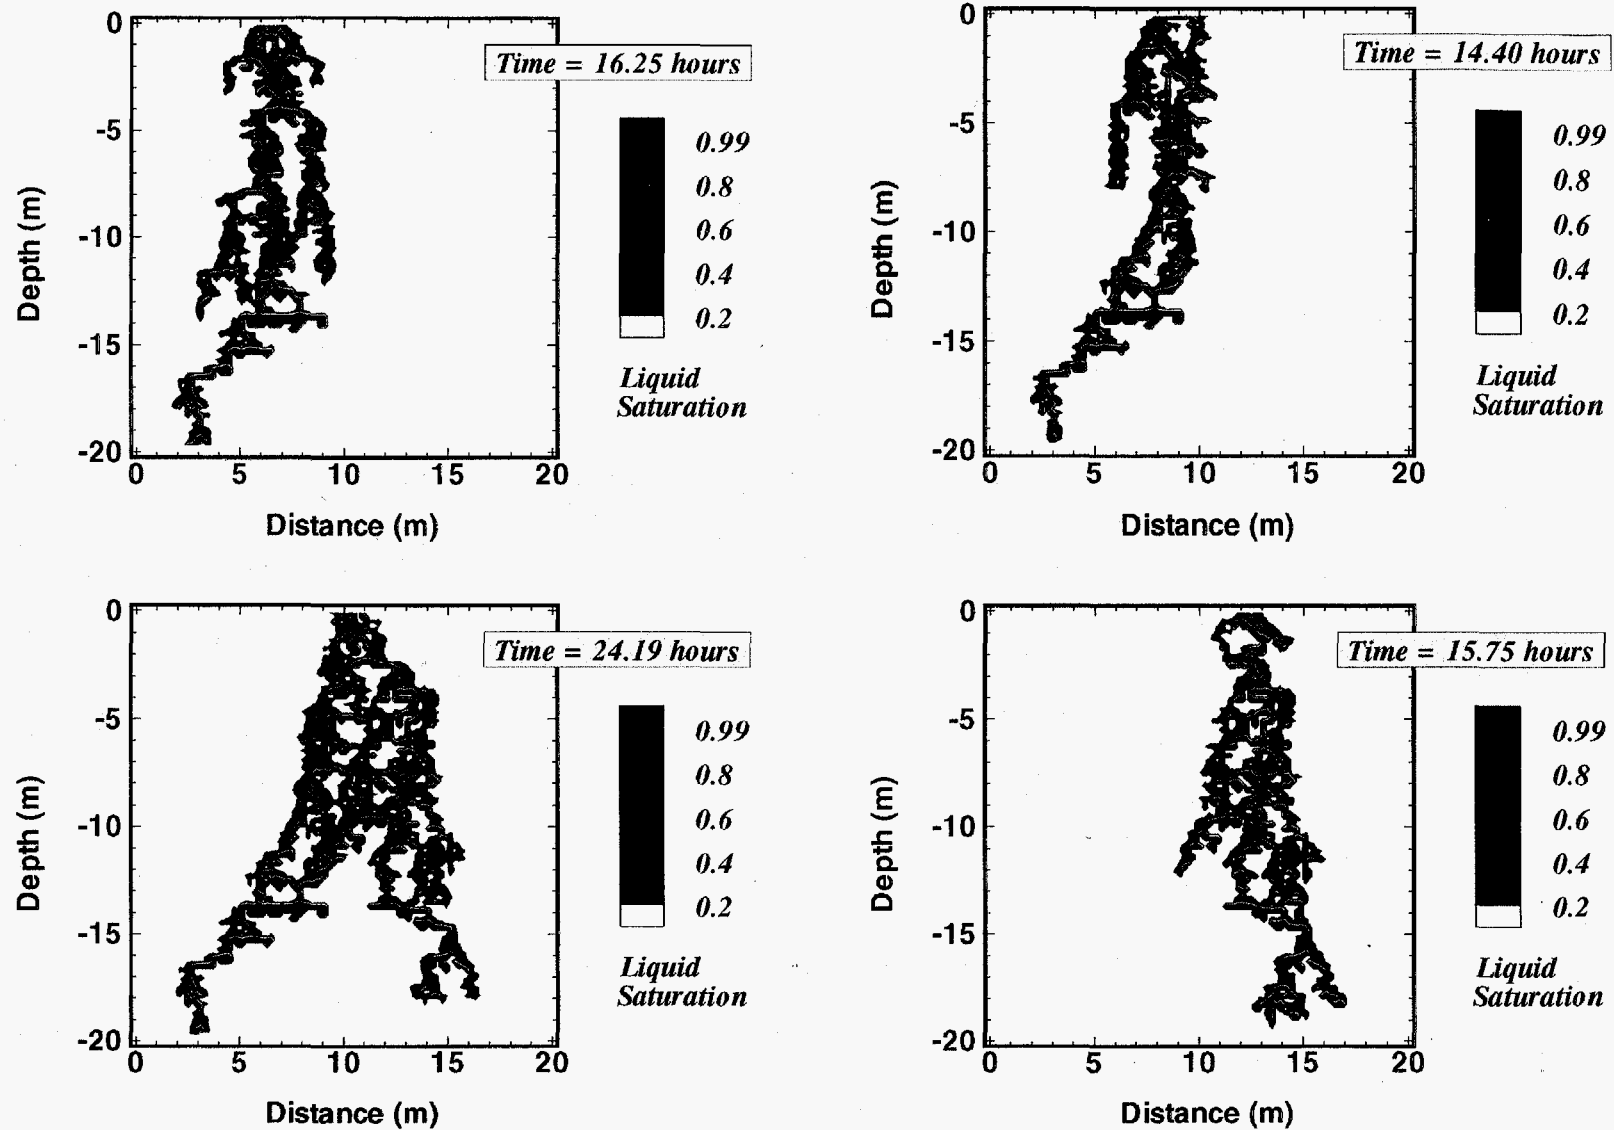 Time = 16.25 hours
0
-5
-10
-15
-20
Depth (m)
0 5 10 15 20
Distance (m)
0.99
0.8
0.6
0.4
0.2
Liquid
Saturation
Time = 14.40 hours
0
-5
-10
-15
-20
Depth (m)
0 5 10 15 20
Distance (m)
0.99
0.8
0.6
0.4
0.2
Liquid
Saturation
Time = 24.19 hours
0
-5
-10
-15
-20
Depth (m)
0 5 10 15 20
Distance (m)
0.99
0.8
0.6
0.4
0.2
Liquid
Saturation
Time = 15.75 hours
0
-5
-10
-15
-20
Depth (m)
0 5 10 15 20
Distance (m)
0.99
0.8
0.6
0.4
0.2
Liquid
Saturation